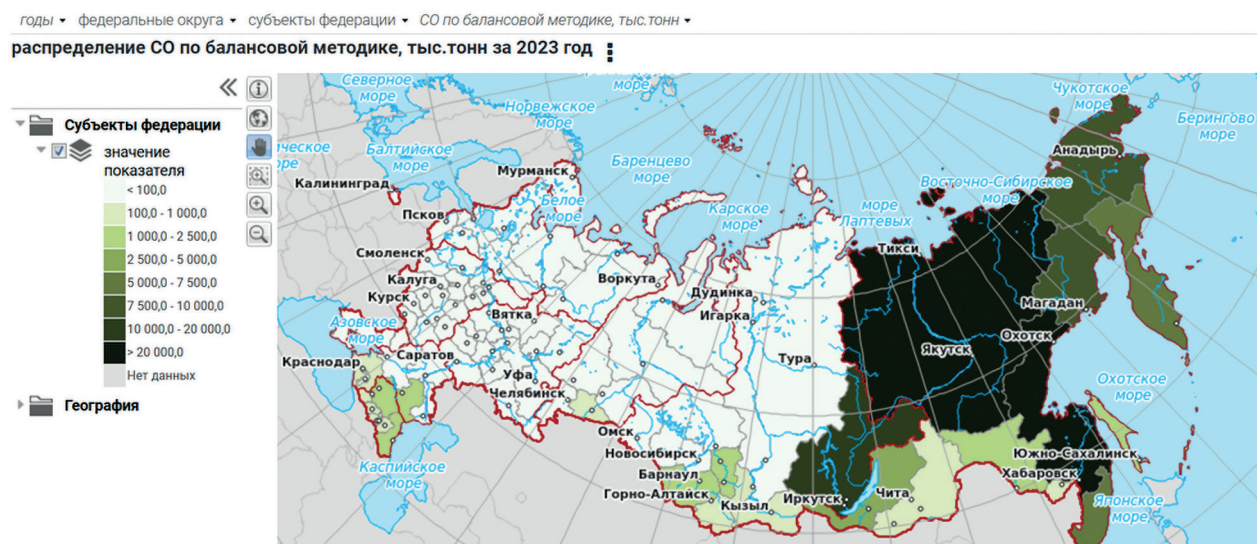 годы ▾ федеральные округа ▾ субъекты федерации ▾ СО по балансовой методике, тыс.тонн ▾
распределение СО по балансовой методике, тыс.тонн за 2023 год
Субъекты федерации
значение
показателя
< 100,0
100,0 - 1 000,0
1 000,0 - 2 500,0
2 500,0 - 5 000,0
5 000,0 - 7 500,0
7 500,0 - 10 000,0
10 000,0 - 20 000,0
> 20 000,0
Нет данных
География
Северное
море
Норвежское
море
море
Чукотское
море
Берингово
море
Балтийское
море
Баренцево
море
Белое
море
Карское
море
море
Лаптевых
Восточно-Сибирское
море
Азовское
море
Каспийское
море
Охотское
море
Японское
море
Мурманск
Калининград
Псков
Смоленск
Калуга
Курск
Вятка
Воркута
Дудинка
Игарка
Тикси
Анадырь
Магадан
Охотск
Якутск
Тура
Краснодар
Саратов
Уфа
Челябинск
Омск
Новосибирск
Барнаул
Горно-Алтайск
Кызыл
Иркутск
Чита
Южно-Сахалинск
Хабаровск